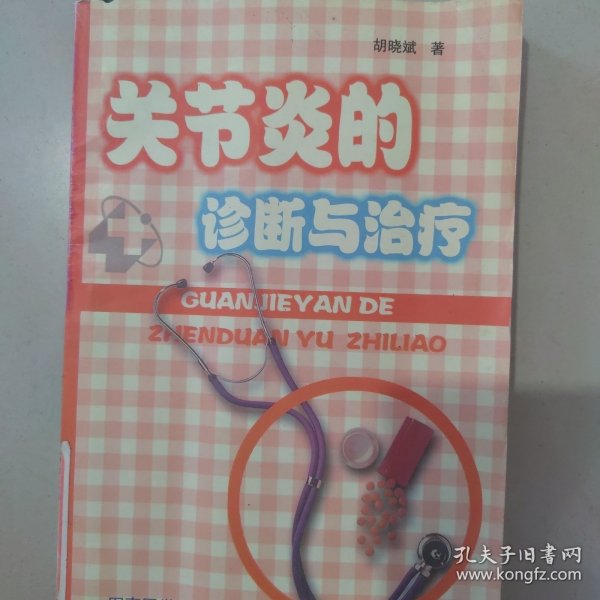 胡晓斌 著
关节炎的
诊断与治疗
GUANJIEYAN DE
ZHENDUAN YU ZHILIAO
孔夫子旧书网
www.kongfz.com